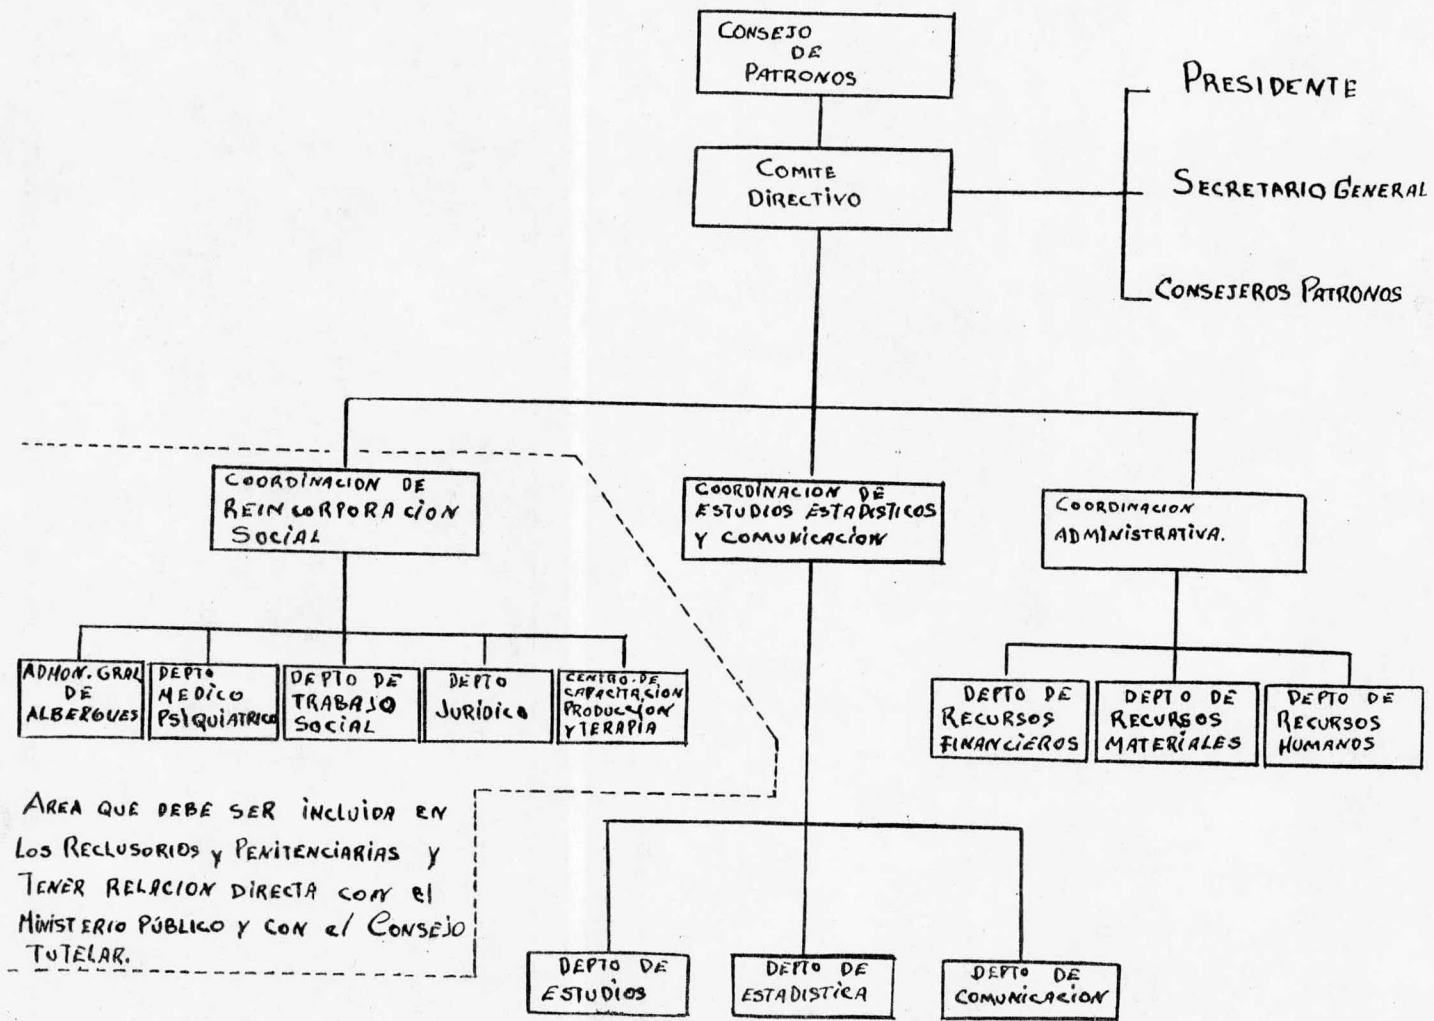 CONSEJO
DE
PATRONOS
PRESIDENTE
COMITE
DIRECTIVO
SECRETARIO GENERAL
CONSEJEROS PATRONOS
COORDINACION DE
REINCORPORACION
SOCIAL
COORDINACION DE
ESTUDIOS ESTADISTICOS
Y COMUNICACION
COORDINACION
ADMINISTRATIVA.
ADMON. GRAL
DE
ALBERGUES
DEPTO
MEDICO
PSIQUIATRICO
DEPTO DE
TRABAJO
SOCIAL
DEPTO
JURÍDICO
CENTRO DE
CAPACITACION
PRODUCCION
Y TERAPIA
DEPTO DE
RECURSOS
FINANCIEROS
DEPTO DE
RECURSOS
MATERIALES
DEPTO DE
RECURSOS
HUMANOS
AREA QUE DEBE SER INCLUIDA EN
LOS RECLUSORIOS Y PENITENCIARIAS Y
TENER RELACION DIRECTA CON el
MINISTERIO PÚBLICO Y CON el CONSEJO
TUTELAR.
DEPTO DE
ESTUDIOS
DEPTO DE
ESTADISTICA
DEPTO DE
COMUNICACION